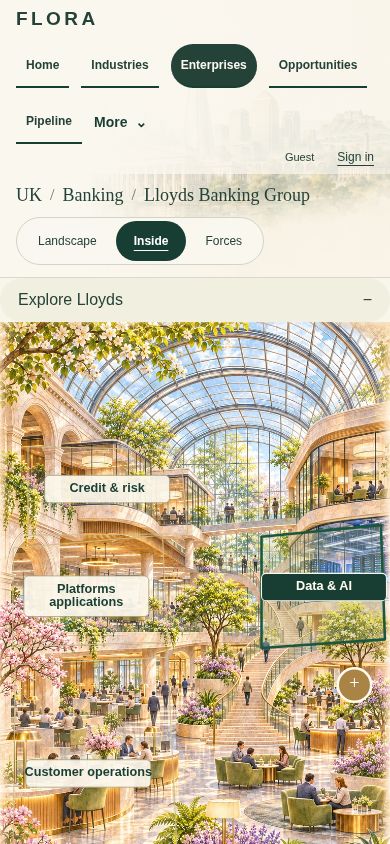 FLORA
Home Industries Enterprises Opportunities
Pipeline More
Guest Sign in
UK / Banking / Lloyds Banking Group
Landscape Inside Forces
Explore Lloyds −
Credit & risk
Data & AI
Platforms
applications
+
Customer operations